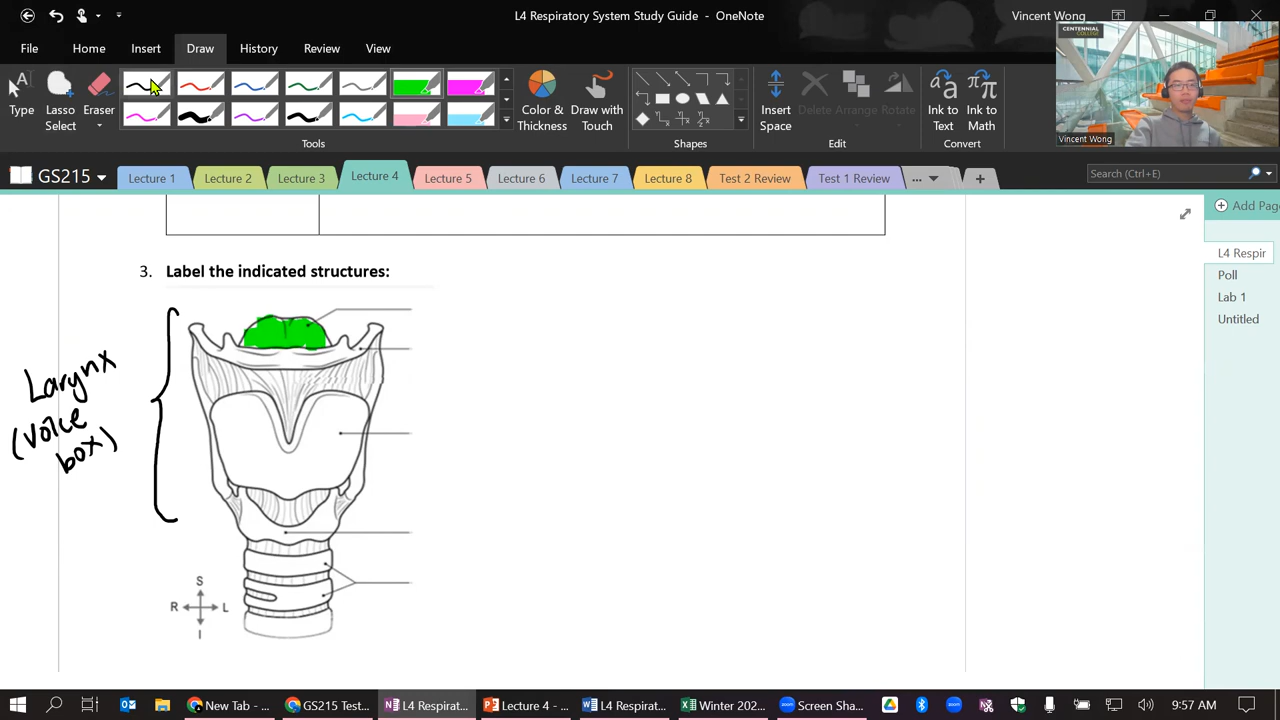 L4 Respiratory System Study Guide - OneNote
Vincent Wong
File Home Insert Draw History Review View
CENTENNIAL
COLLEGE
Vincent Wong
Type
Lasso
Select
Eraser
Tools
Color &
Thickness
Draw with
Touch
Shapes
Insert
Space
Delete
Arrange
Rotate
Edit
Ink to
Text
Ink to
Math
Convert
GS215
Lecture 1
Lecture 2
Lecture 3
Lecture 4
Lecture 5
Lecture 6
Lecture 7
Lecture 8
Test 2 Review
Test 1 Review
...
Search (Ctrl+E)
Add Pag
L4 Respir
Poll
Lab 1
Untitled
3. Label the indicated structures:
Larynx
(voice
box)
S
R L
I
New Tab -
GS215 Test...
L4 Respirat...
Lecture 4 -...
L4 Respirat...
Winter 202...
Screen Sha...
9:57 AM